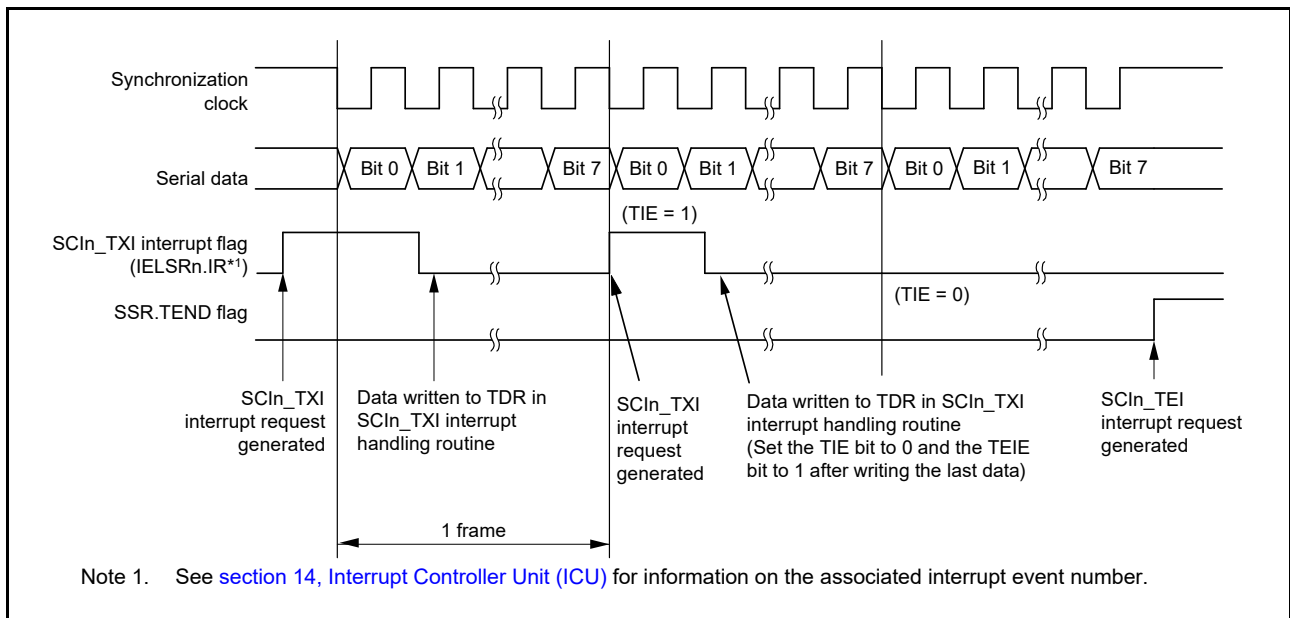 Synchronization
clock
Serial data
Bit 0 Bit 1 Bit 7 Bit 0 Bit 1 Bit 7 Bit 0 Bit 1 Bit 7
(TIE = 1)
SCIn_TXI interrupt flag
(IELSRn.IR*1)
(TIE = 0)
SSR.TEND flag
SCIn_TXI
interrupt request
generated
Data written to TDR in
SCIn_TXI interrupt
handling routine
SCIn_TXI
interrupt
request
generated
Data written to TDR in SCIn_TXI
interrupt handling routine
(Set the TIE bit to 0 and the TEIE
bit to 1 after writing the last data)
SCIn_TEI
interrupt request
generated
1 frame
Note 1. See section 14, Interrupt Controller Unit (ICU) for information on the associated interrupt event number.